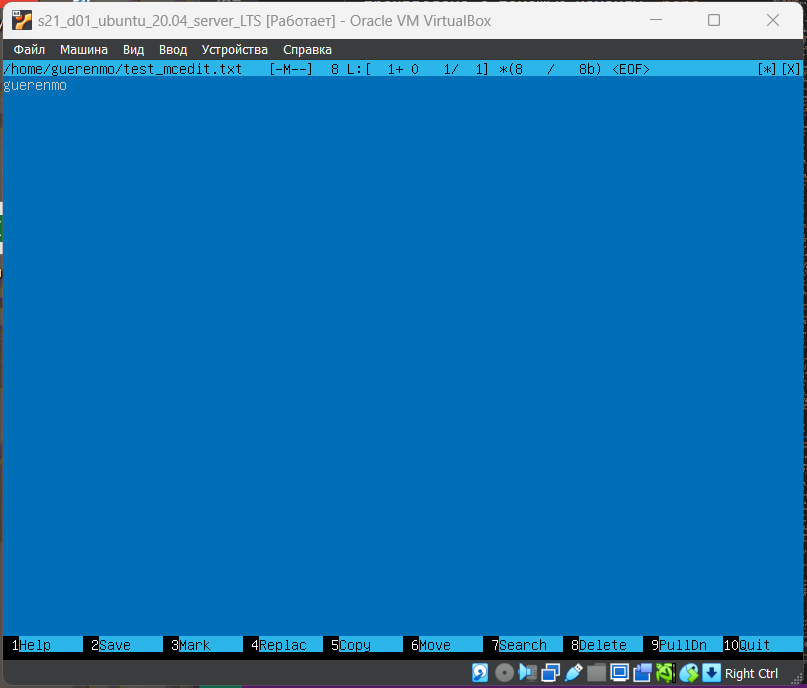 s21_d01_ubuntu_20.04_server_LTS [Работает] - Oracle VM VirtualBox
Файл Машина Вид Ввод Устройства Справка
/home/guerenmo/test_mcedit.txt [-M--] 8 L:[ 1+ 0 1/ 1] *(8 / 8b) <EOF> [*][X]
guerenmo
1Help 2Save 3Mark 4Replac 5Copy 6Move 7Search 8Delete 9PullDn 10Quit
Right Ctrl